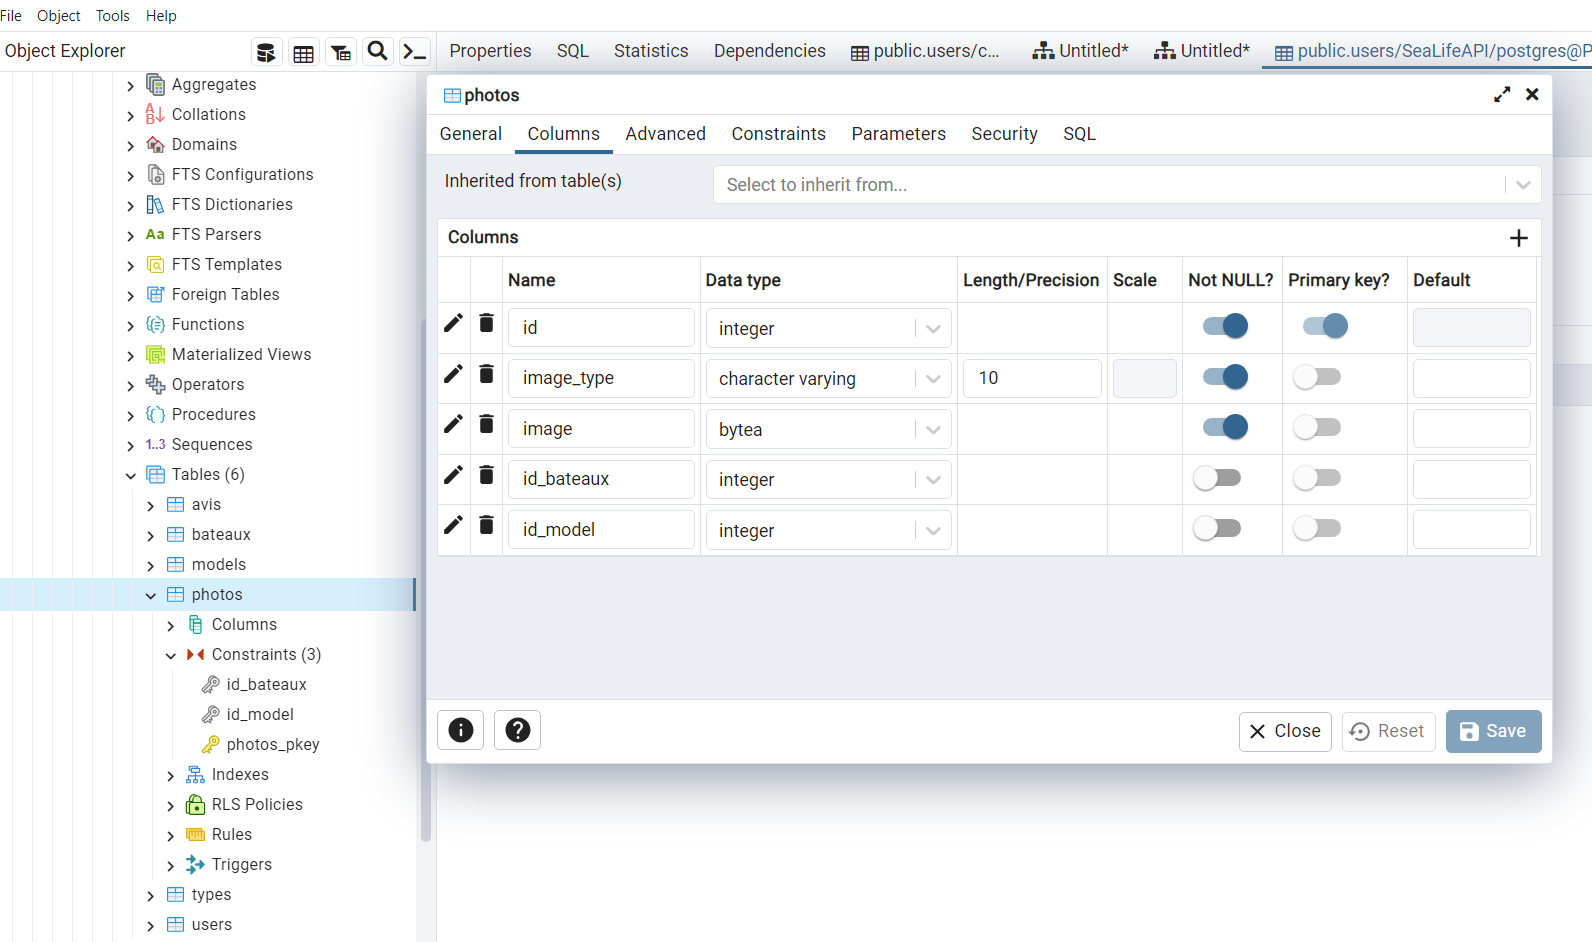 File Object Tools Help
Object Explorer
Properties SQL Statistics Dependencies public.users/c... Untitled* Untitled* public.users/SeaLifeAPI/postgres@P
Aggregates
Collations
Domains
FTS Configurations
FTS Dictionaries
Aa FTS Parsers
FTS Templates
Foreign Tables
Functions
Materialized Views
Operators
Procedures
1..3 Sequences
Tables (6)
avis
bateaux
models
photos
Columns
Constraints (3)
id_bateaux
id_model
photos_pkey
Indexes
RLS Policies
Rules
Triggers
types
users
photos
General Columns Advanced Constraints Parameters Security SQL
Inherited from table(s) Select to inherit from...
Columns
Name Data type Length/Precision Scale Not NULL? Primary key? Default
id integer
image_type character varying 10
image bytea
id_bateaux integer
id_model integer
Close Reset Save